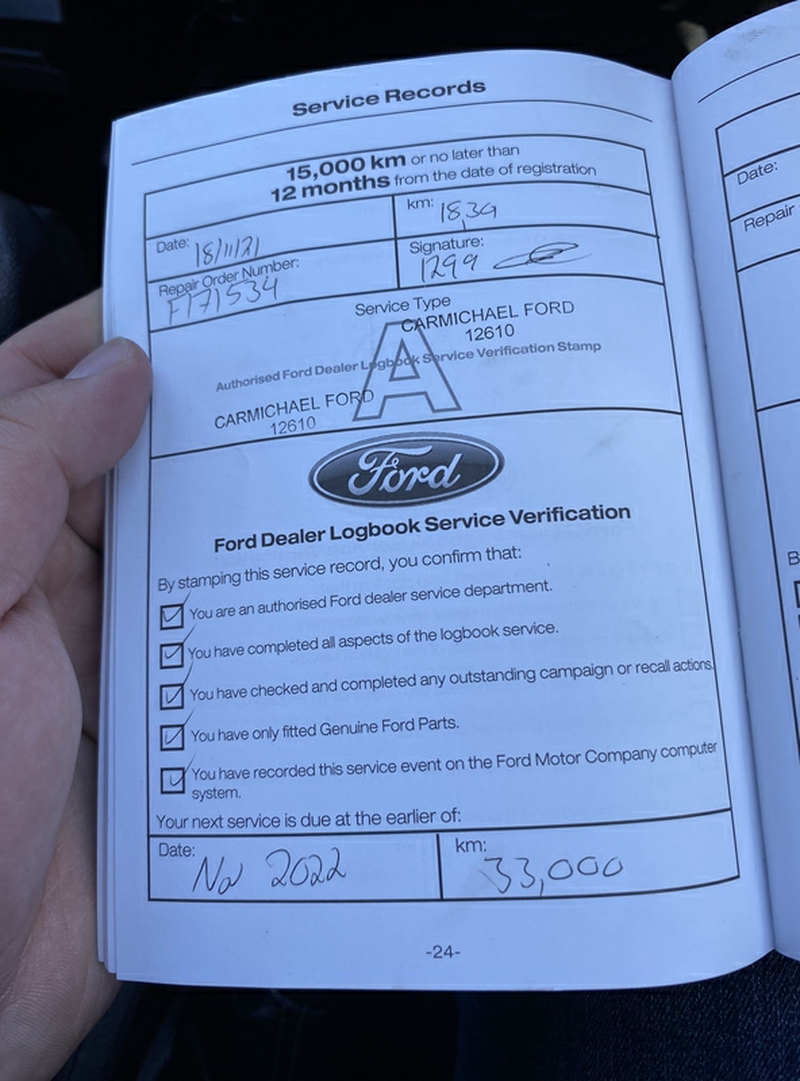 Service Records
15,000 km or no later than
12 months from the date of registration
Date: 18/11/21
km:
Repair Order Number:
F171534
Signature:
1299
Service Type
CARMICHAEL FORD
12610
A
Authorised Ford Dealer Logbook Service Verification Stamp
CARMICHAEL FORD
12610
Ford
Ford Dealer Logbook Service Verification
By stamping this service record, you confirm that:
You are an authorised Ford dealer service department.
You have completed all aspects of the logbook service.
You have checked and completed any outstanding campaign or recall actions.
You have only fitted Genuine Ford Parts.
You have recorded this service event on the Ford Motor Company computer
system.
Your next service is due at the earlier of:
Date:
2022
km:
33,000
-24-
Date:
Repair
B